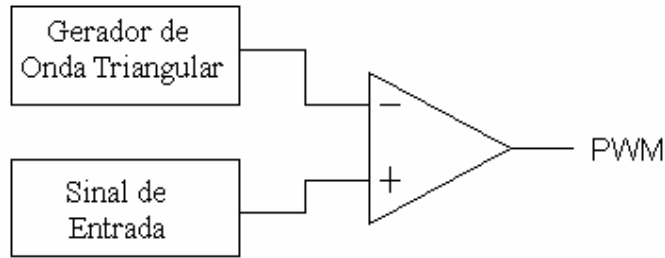 Gerador de
Onda Triangular
−
+
PWM
Sinal de
Entrada